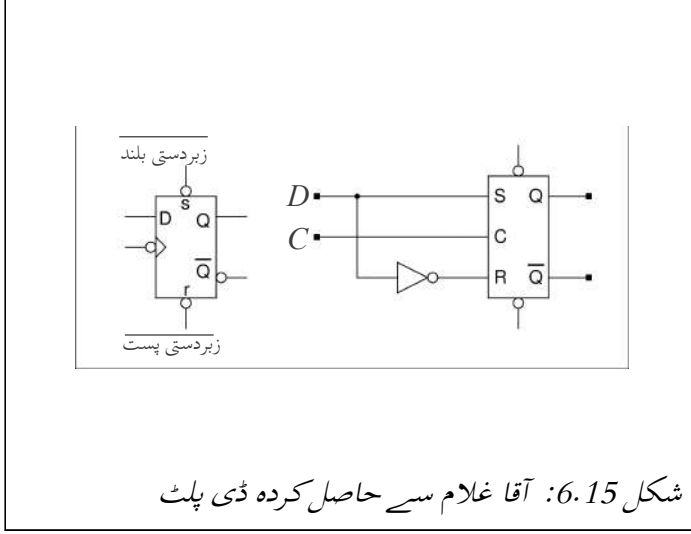 زبردستی بلند
s
D Q
Q̅
r
زبردستی پست
D S Q
C C
R Q̅
شکل 6.15: آقا غلام سے حاصل کردہ ڈی پلٹ